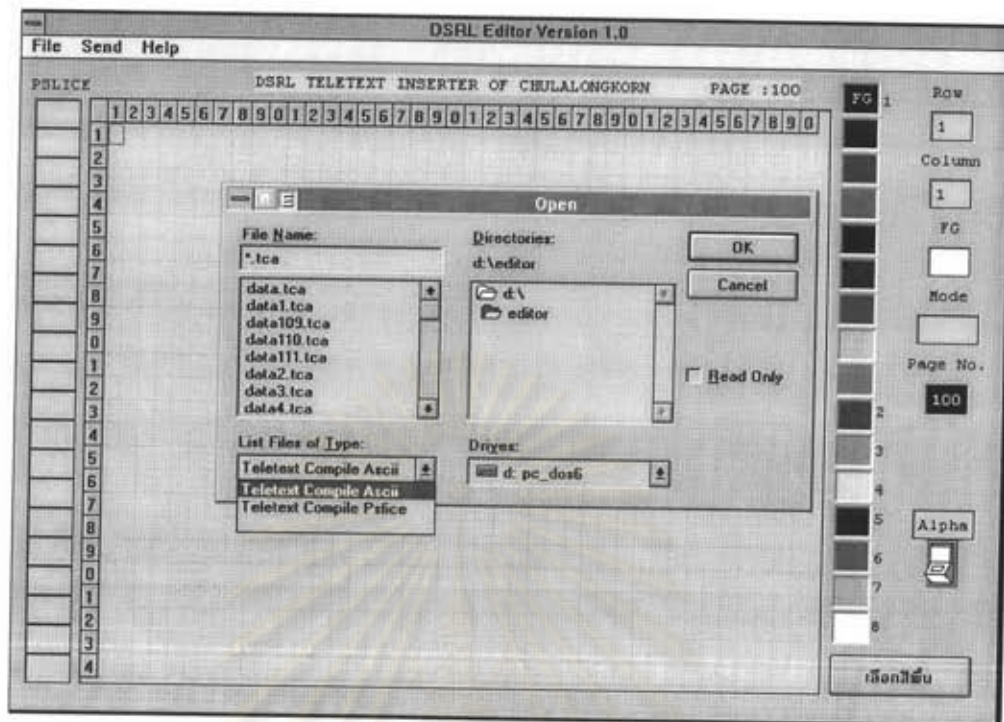 DSRL Editor Version 1.0
File Send Help
PSLICE
DSRL TELETEXT INSERTER OF CHULALONGKORN PAGE :100
1 2 3 4 5 6 7 8 9 0 1 2 3 4 5 6 7 8 9 0 1 2 3 4 5 6 7 8 9 0 1 2 3 4 5 6 7 8 9 0
1
2
3
4
5
6
7
8
9
0
1
2
3
4
5
6
7
8
9
0
1
2
3
4
Open
File Name:
*.tca
data.tca
data1.tca
data109.tca
data110.tca
data111.tca
data2.tca
data3.tca
data4.tca
List Files of Type:
Teletext Compile Ascii
Teletext Compile Ascii
Teletext Compile Pslice
Directories:
d:\editor
d:\
editor
Drives:
d: pc_dos6
OK
Cancel
Read Only
FG 1
2
3
4
5
6
7
8
Row
1
Column
1
FG
Mode
Page No.
100
Alpha
เลือกสีพื้น